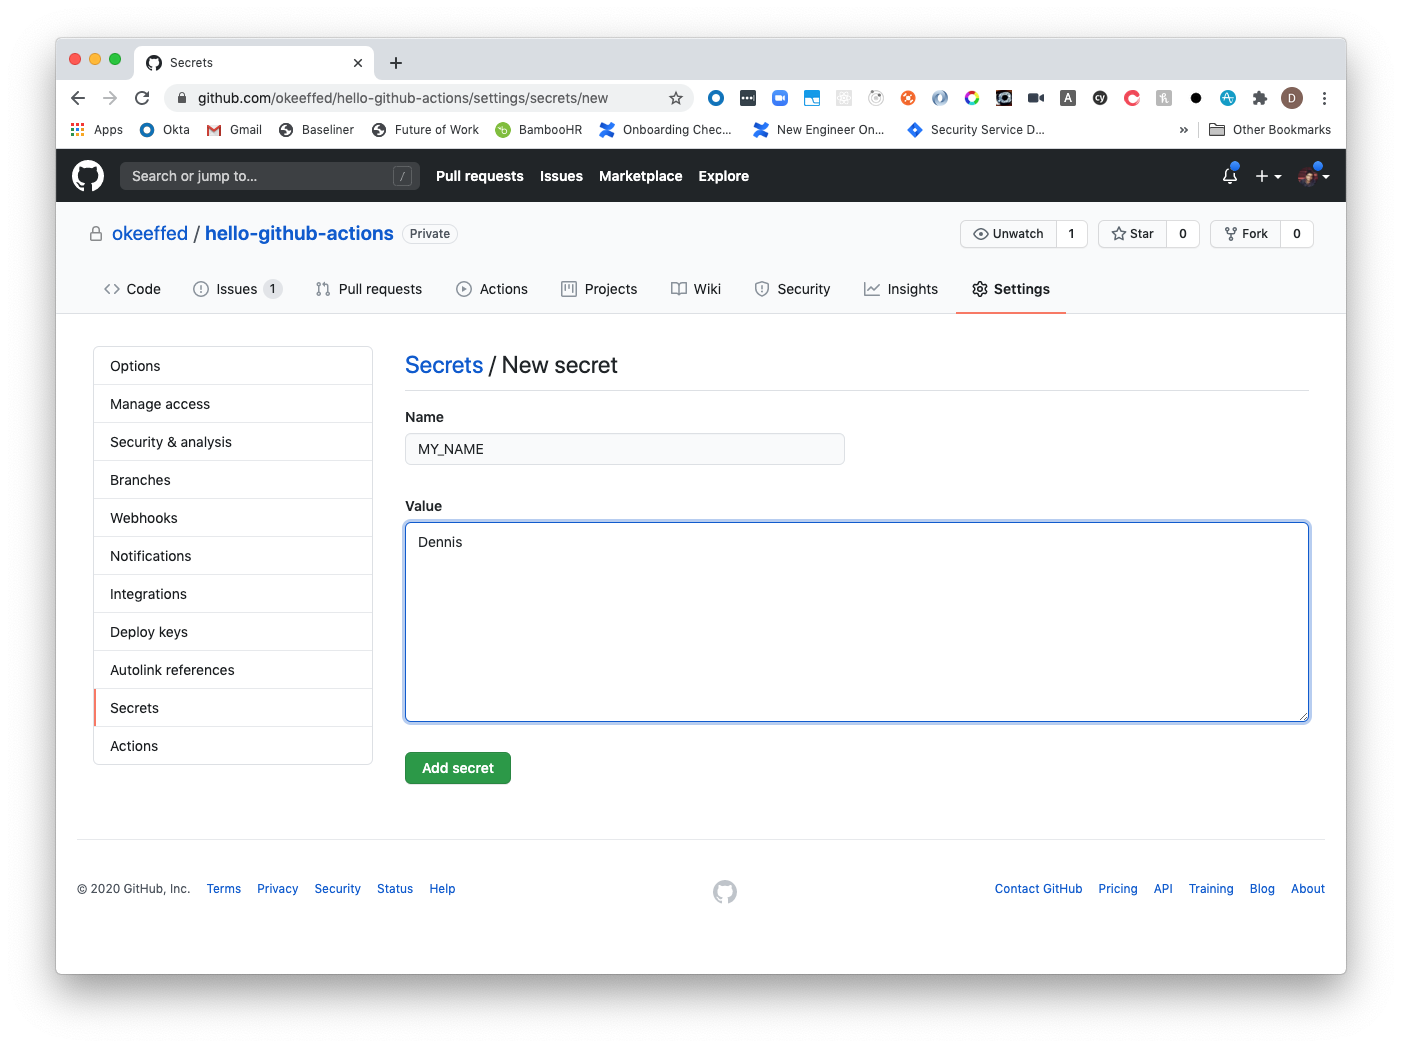 Secrets
github.com/okeeffed/hello-github-actions/settings/secrets/new
A
cy
D
Apps
Okta
Gmail
Baseliner
Future of Work
BambooHR
Onboarding Chec...
New Engineer On...
Security Service D...
»
Other Bookmarks
Search or jump to...
/
Pull requests
Issues
Marketplace
Explore
okeeffed / hello-github-actions
Private
Unwatch
1
Star
0
Fork
0
Code
Issues
1
Pull requests
Actions
Projects
Wiki
Security
Insights
Settings
Options
Manage access
Security & analysis
Branches
Webhooks
Notifications
Integrations
Deploy keys
Autolink references
Secrets
Actions
Secrets / New secret
Name
MY_NAME
Value
Dennis
Add secret
© 2020 GitHub, Inc.
Terms
Privacy
Security
Status
Help
Contact GitHub
Pricing
API
Training
Blog
About